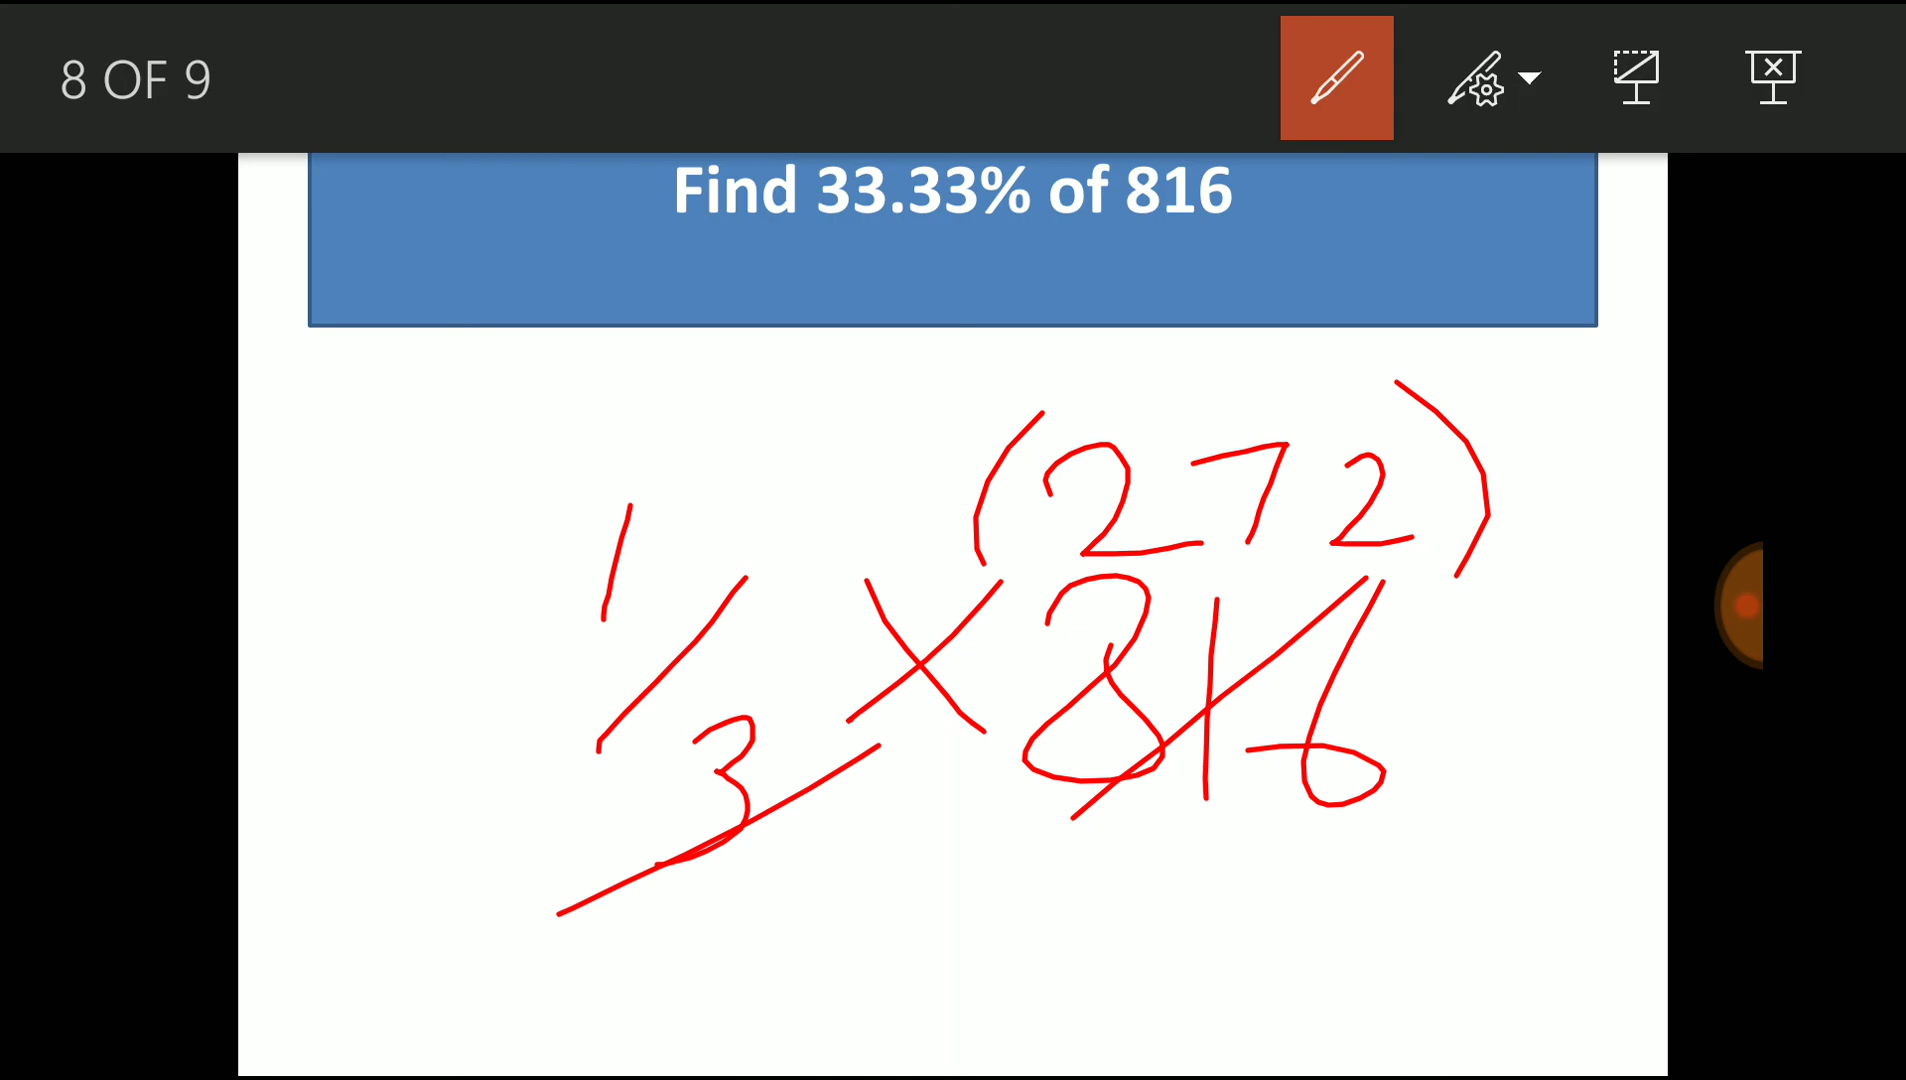 8 OF 9
Find 33.33% of 816
(272)
1/3 × 816